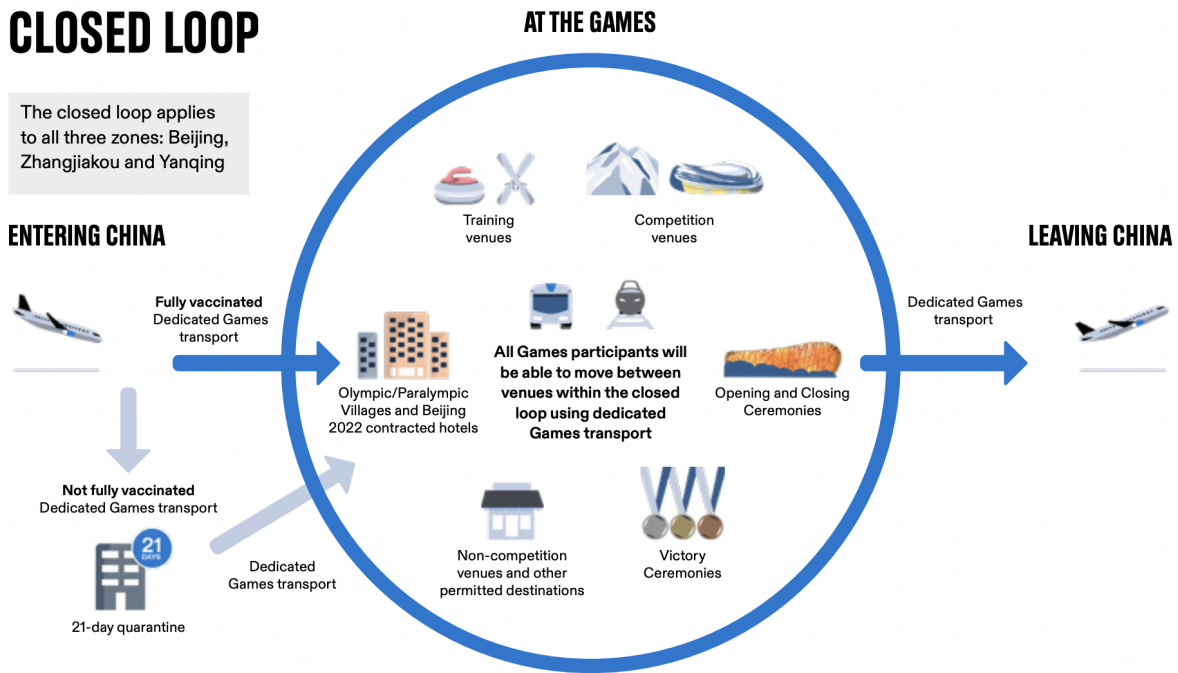 CLOSED LOOP
The closed loop applies
to all three zones: Beijing,
Zhangjiakou and Yanqing
ENTERING CHINA
Fully vaccinated
Dedicated Games
transport
Not fully vaccinated
Dedicated Games transport
21
DAYS
21-day quarantine
Dedicated
Games transport
AT THE GAMES
Training
venues
Competition
venues
Olympic/Paralympic
Villages and Beijing
2022 contracted hotels
All Games participants will
be able to move between
venues within the closed
loop using dedicated
Games transport
Opening and Closing
Ceremonies
Non-competition
venues and other
permitted destinations
Victory
Ceremonies
LEAVING CHINA
Dedicated Games
transport